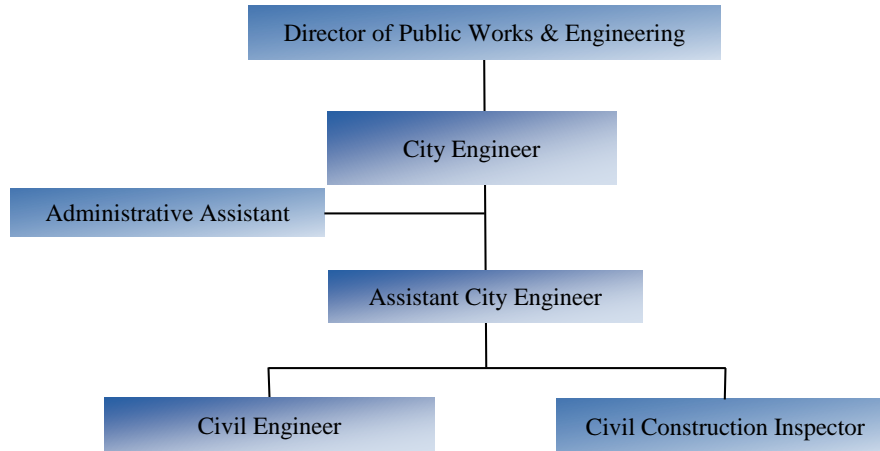 Director of Public Works & Engineering
City Engineer
Administrative Assistant
Assistant City Engineer
Civil Engineer
Civil Construction Inspector